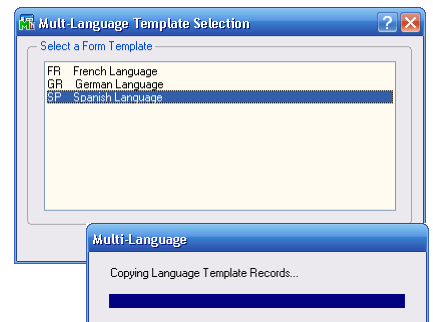 Mult-Language Template Selection
Select a Form Template
FR French Language
GR German Language
SP Spanish Language
Multi-Language
Copying Language Template Records...